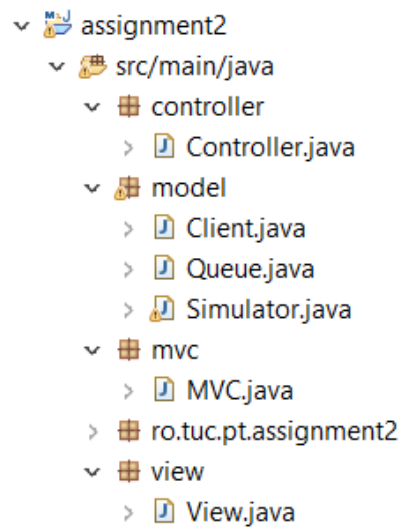 assignment2
src/main/java
controller
Controller.java
model
Client.java
Queue.java
Simulator.java
mvc
MVC.java
ro.tuc.pt.assignment2
view
View.java